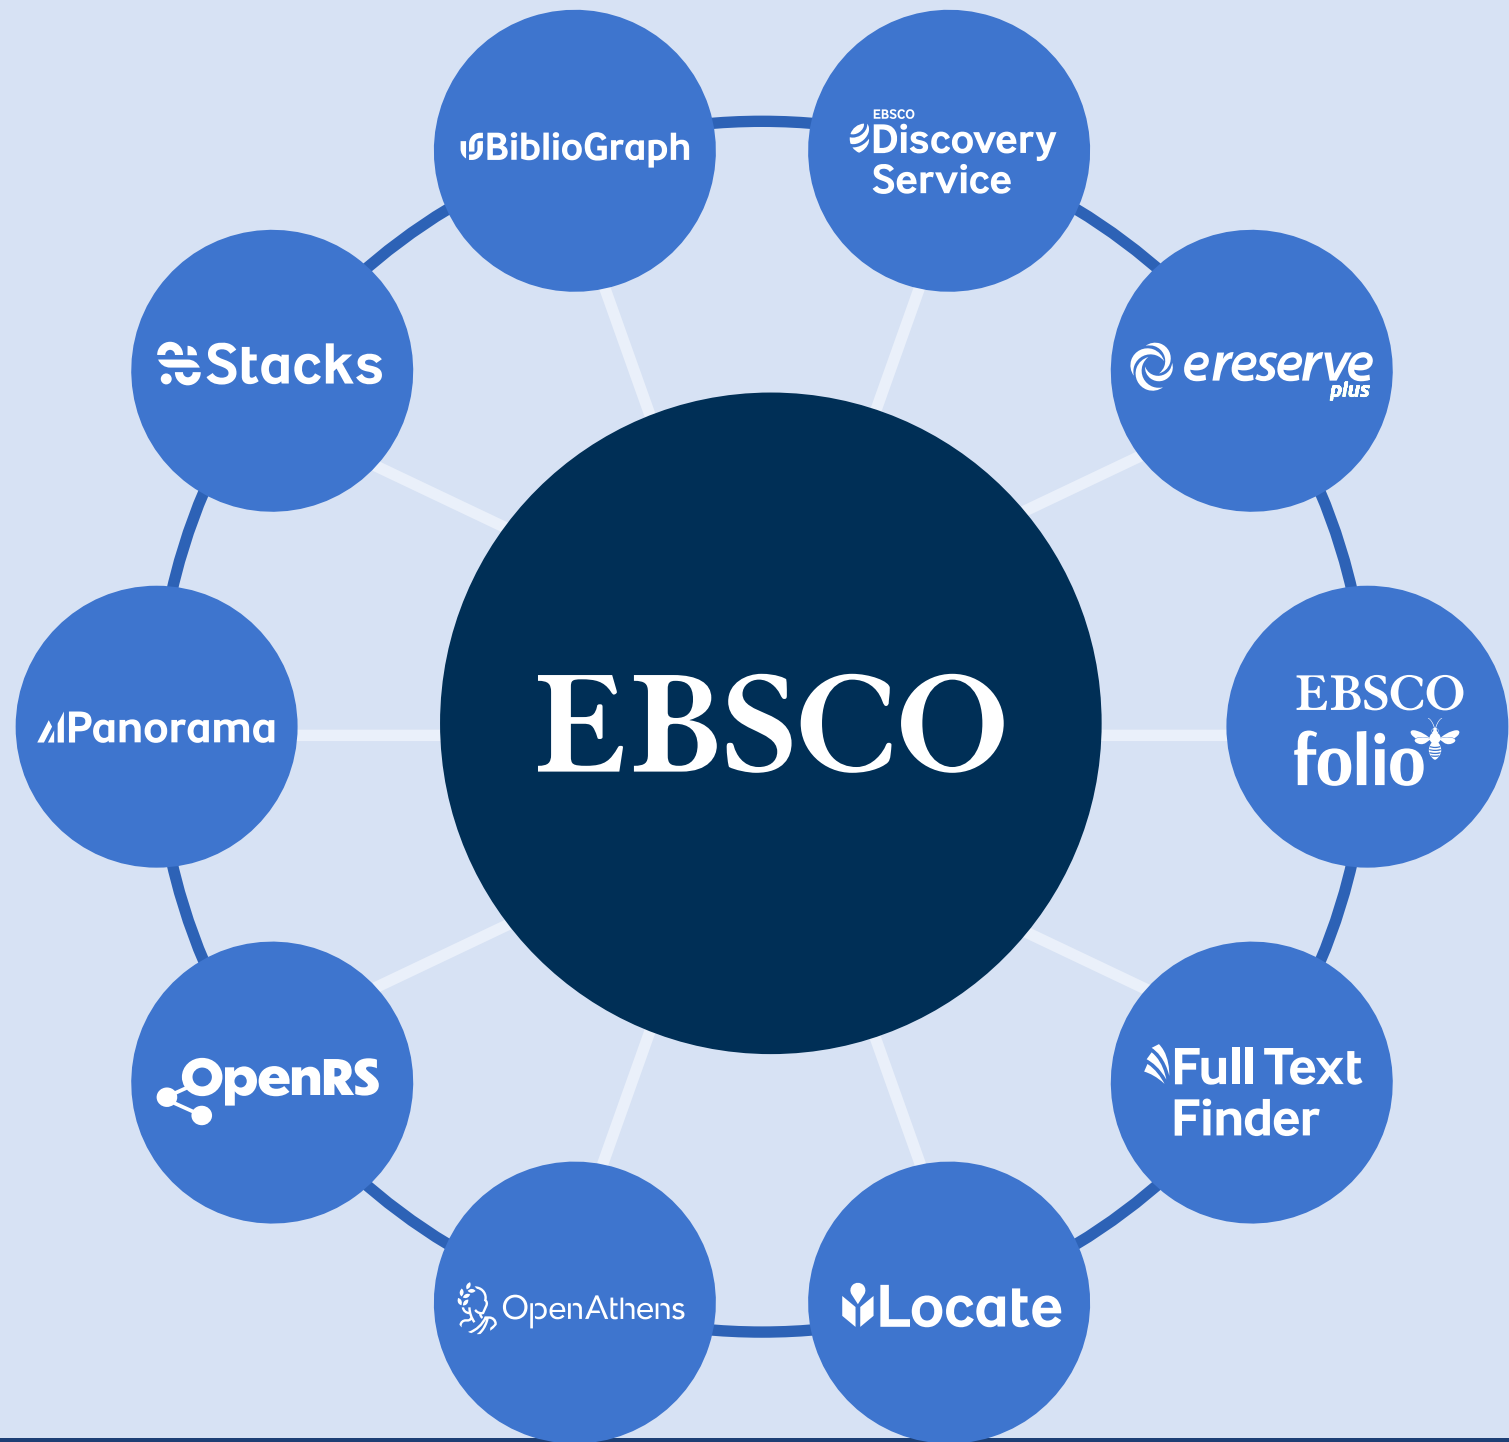 BiblioGraph
EBSCO
Discovery
Service
Stacks
ereserve
plus
Panorama
EBSCO
EBSCO
folio
OpenRS
Full Text
Finder
OpenAthens
Locate